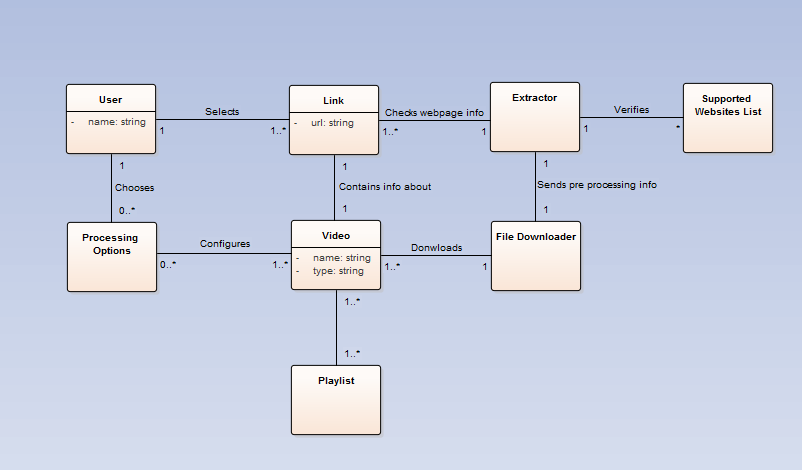 User
- name: string
Selects
1
1..*
Link
- url: string
Checks webpage info
1..*
1
Extractor
Verifies
1
*
Supported
Websites List
1
Chooses
0..*
1
Contains info about
1
1
Sends pre processing info
1
Processing
Options
Configures
0..*
1..*
Video
- name: string
- type: string
Donwloads
1..*
1
File Downloader
1..*
1..*
Playlist